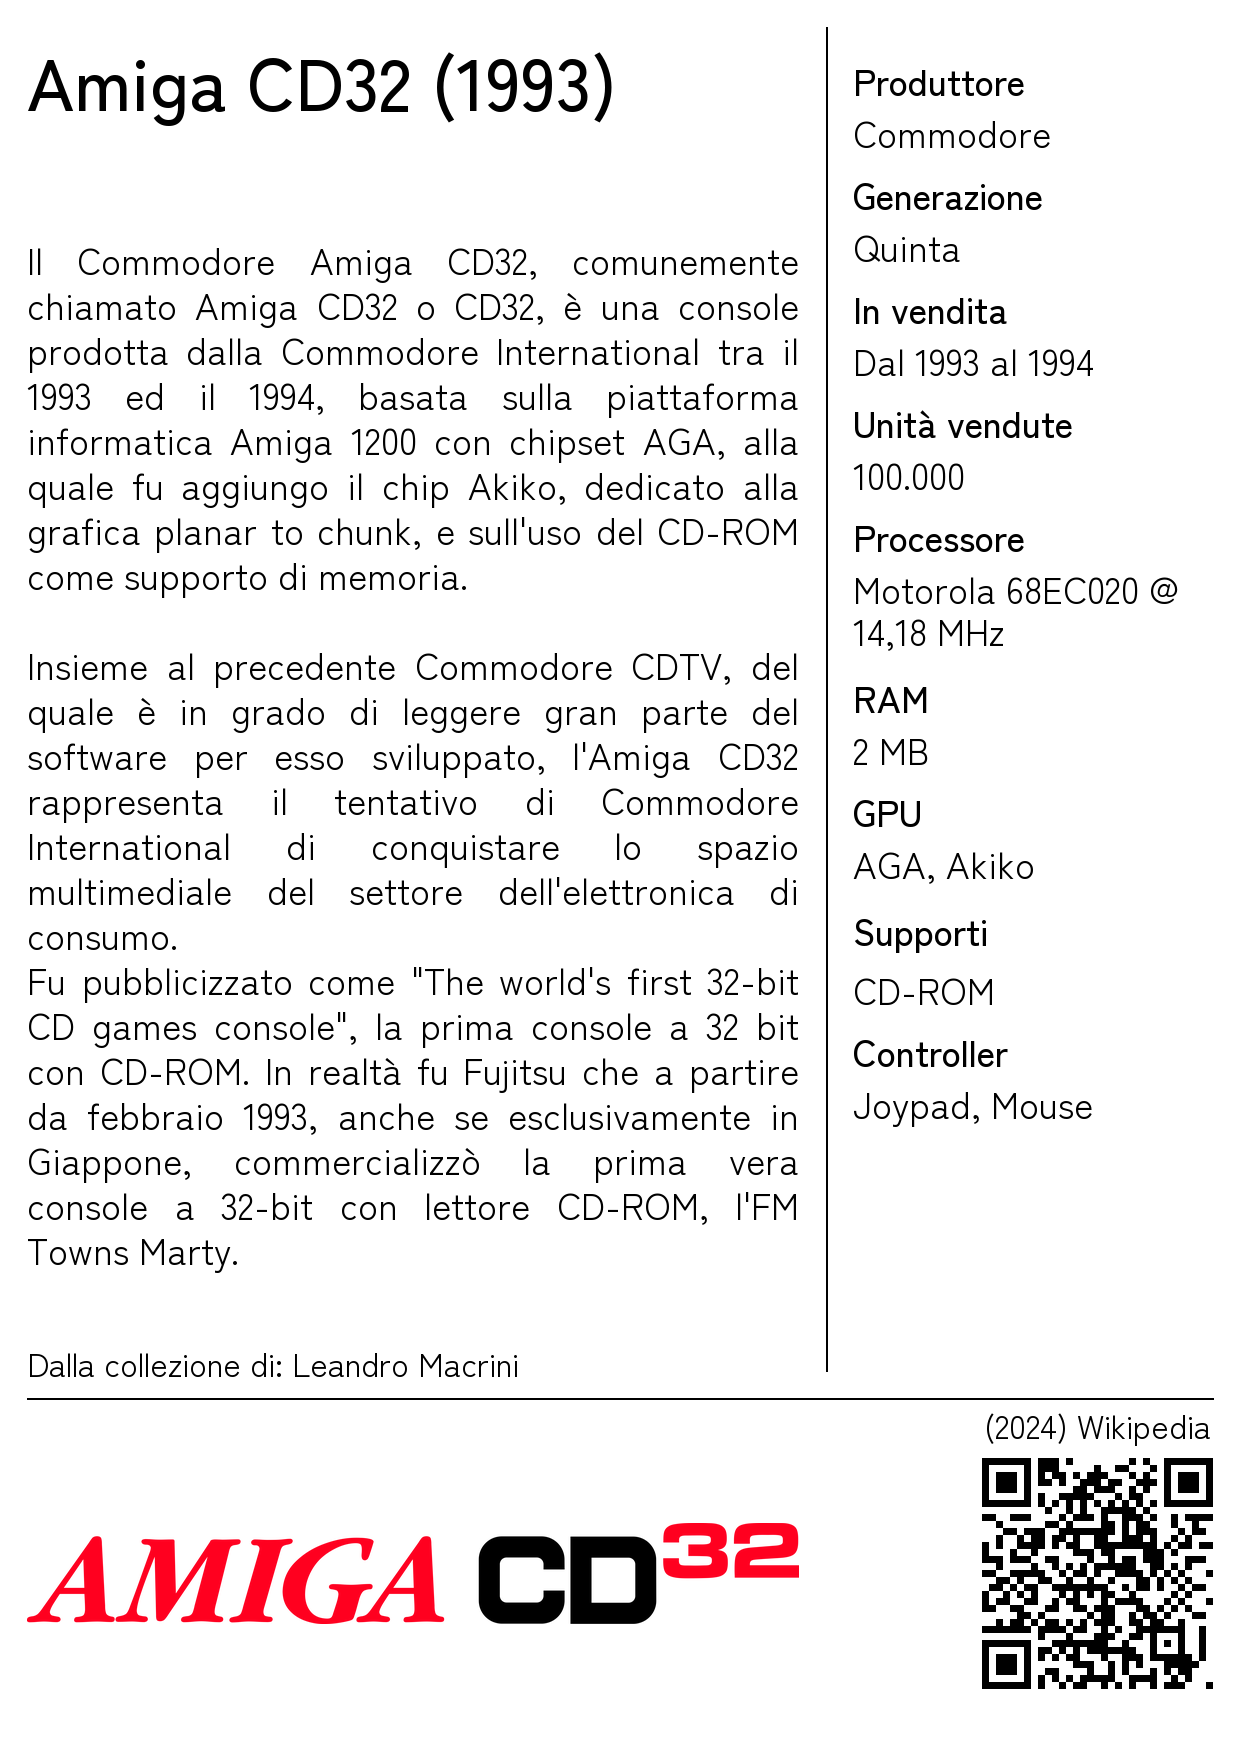 Amiga CD32 (1993)
Il Commodore Amiga CD32, comunemente
chiamato Amiga CD32 o CD32, è una console
prodotta dalla Commodore International tra il
1993 ed il 1994, basata sulla piattaforma
informatica Amiga 1200 con chipset AGA, alla
quale fu aggiungo il chip Akiko, dedicato alla
grafica planar to chunk, e sull'uso del CD-ROM
come supporto di memoria.
Insieme al precedente Commodore CDTV, del
quale è in grado di leggere gran parte del
software per esso sviluppato, l'Amiga CD32
rappresenta il tentativo di Commodore
International di conquistare lo spazio
multimediale del settore dell'elettronica di
consumo.
Fu pubblicizzato come "The world's first 32-bit
CD games console", la prima console a 32 bit
con CD-ROM. In realtà fu Fujitsu che a partire
da febbraio 1993, anche se esclusivamente in
Giappone, commercializzò la prima vera
console a 32-bit con lettore CD-ROM, l'FM
Towns Marty.
Dalla collezione di: Leandro Macrini
Produttore
Commodore
Generazione
Quinta
In vendita
Dal 1993 al 1994
Unità vendute
100.000
Processore
Motorola 68EC020 @
14,18 MHz
RAM
2 MB
GPU
AGA, Akiko
Supporti
CD-ROM
Controller
Joypad, Mouse
(2024) Wikipedia
AMIGA CD32